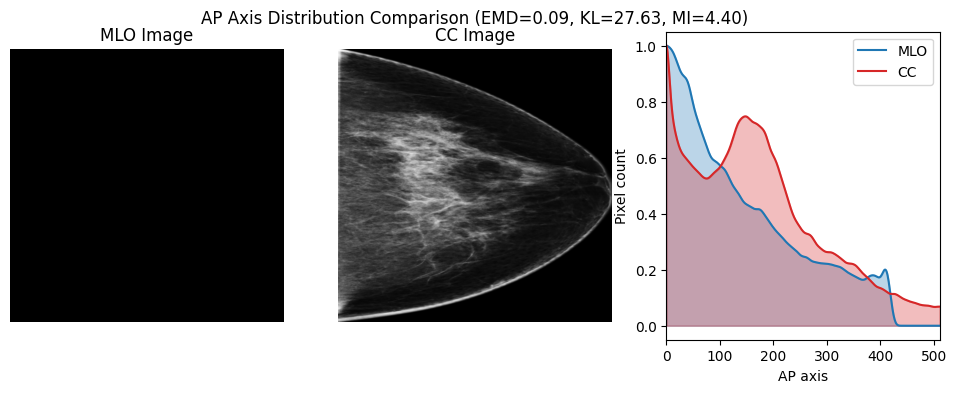 AP Axis Distribution Comparison (EMD=0.09, KL=27.63, MI=4.40)
MLO Image
CC Image
MLO
CC
1.0
0.8
0.6
0.4
0.2
0.0
Pixel count
0 100 200 300 400 500
AP axis